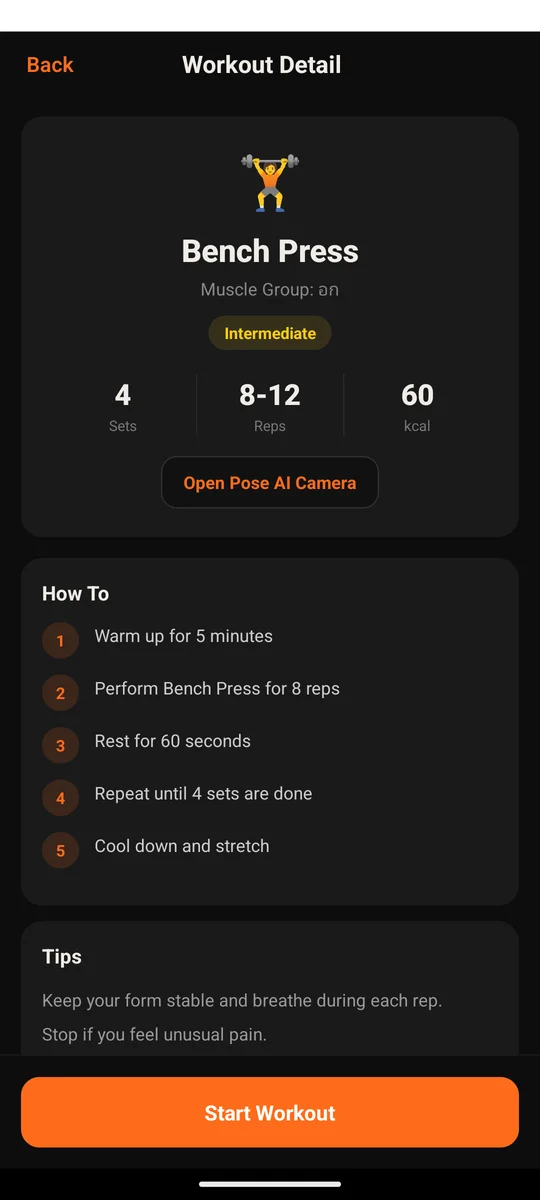 Back
Workout Detail
Bench Press
Muscle Group: อก
Intermediate
4
8-12
60
Sets
Reps
kcal
Open Pose AI Camera
How To
1
Warm up for 5 minutes
2
Perform Bench Press for 8 reps
3
Rest for 60 seconds
4
Repeat until 4 sets are done
5
Cool down and stretch
Tips
Keep your form stable and breathe during each rep.
Stop if you feel unusual pain.
Start Workout